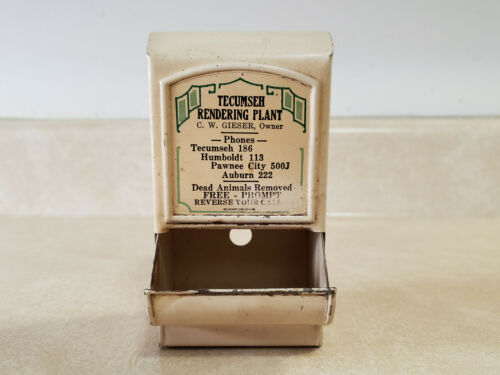 TECUMSEH
RENDERING PLANT
C. W. GIESER, Owner
— Phones —
Tecumseh 186
Humboldt 113
Pawnee City 500J
Auburn 222
Dead Animals Removed
FREE - PROMPT
REVERSE YOUR CALL